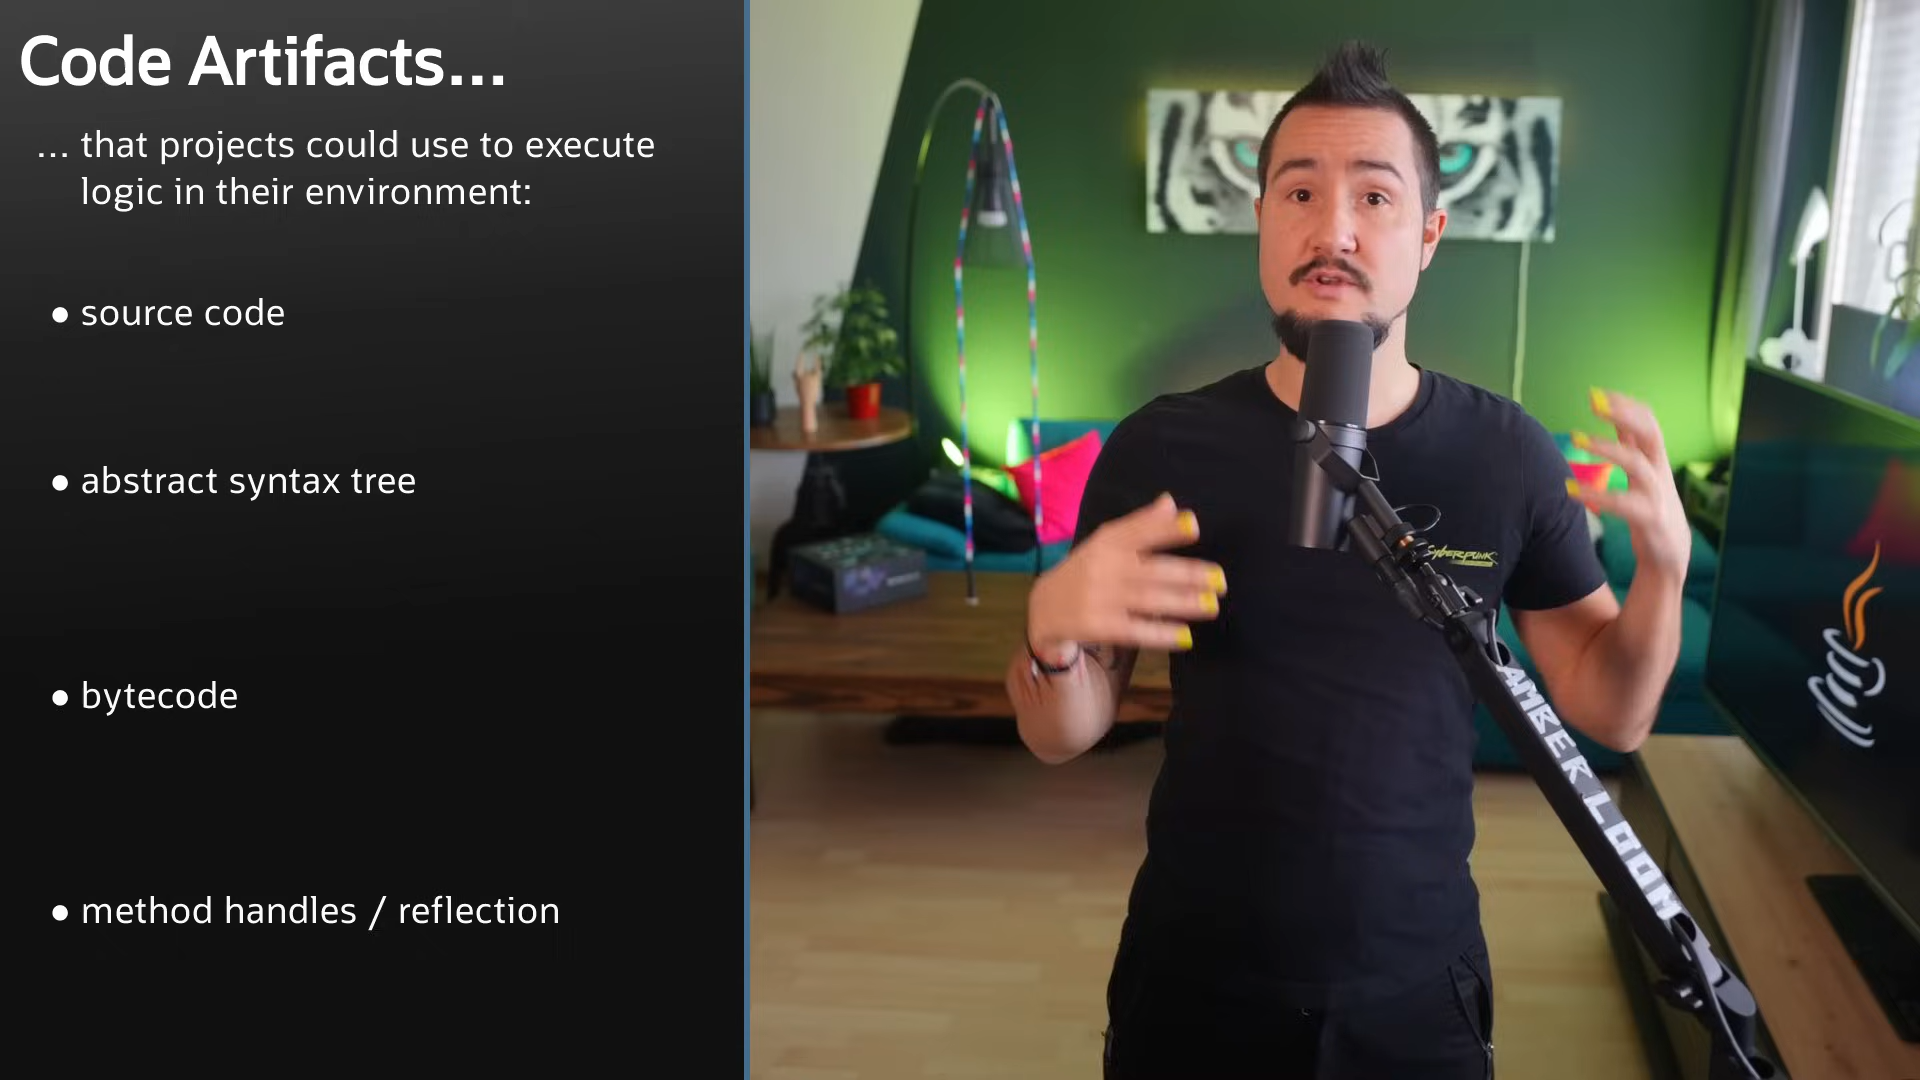 Code Artifacts...
... that projects could use to execute
logic in their environment:
● source code
● abstract syntax tree
● bytecode
● method handles / reflection
CYBERPUNK
AMBER LOOM